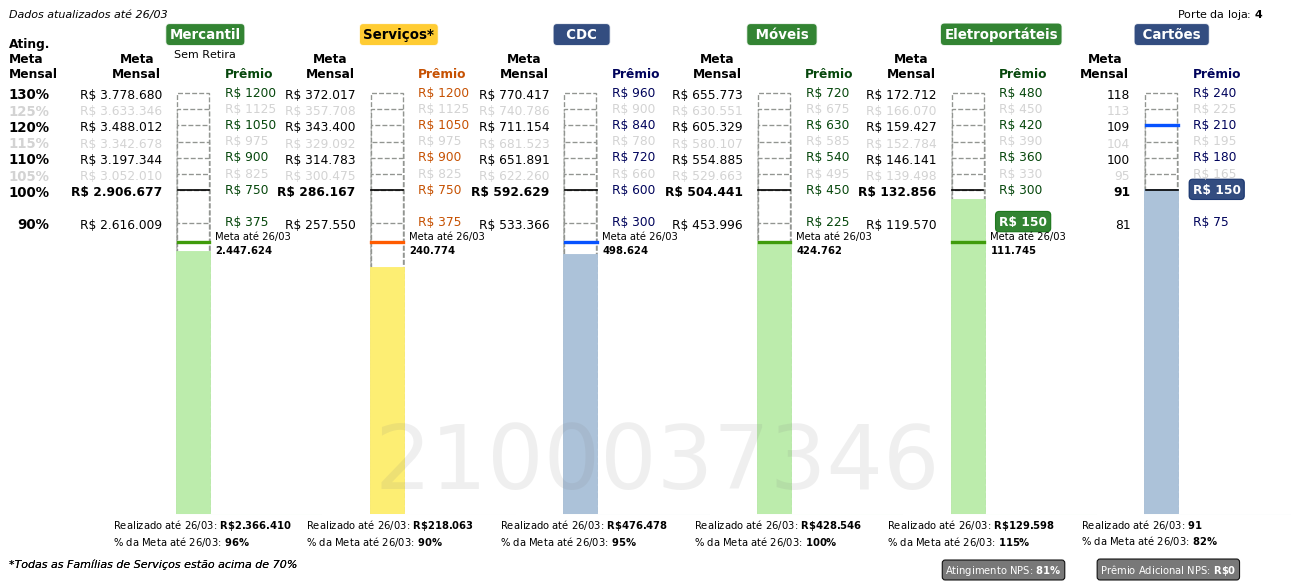 Dados atualizados até 26/03
Porte da loja: 4
Mercantil Serviços* CDC Móveis Eletroportáteis Cartões
Sem Retira
Ating. Meta Mensal
Meta Mensal Prêmio Meta Mensal Prêmio Meta Mensal Prêmio Meta Mensal Prêmio Meta Mensal Prêmio Meta Mensal Prêmio
130% R$ 3.778.680 R$ 1200 R$ 372.017 R$ 1200 R$ 770.417 R$ 960 R$ 655.773 R$ 720 R$ 172.712 R$ 480 118 R$ 240
125% R$ 3.633.346 R$ 1125 R$ 357.708 R$ 1125 R$ 740.786 R$ 900 R$ 630.551 R$ 675 R$ 166.070 R$ 450 113 R$ 225
120% R$ 3.488.012 R$ 1050 R$ 343.400 R$ 1050 R$ 711.154 R$ 840 R$ 605.329 R$ 630 R$ 159.427 R$ 420 109 R$ 210
115% R$ 3.342.678 R$ 975 R$ 329.092 R$ 975 R$ 681.523 R$ 780 R$ 580.107 R$ 585 R$ 152.784 R$ 390 104 R$ 195
110% R$ 3.197.344 R$ 900 R$ 314.783 R$ 900 R$ 651.891 R$ 720 R$ 554.885 R$ 540 R$ 146.141 R$ 360 100 R$ 180
105% R$ 3.052.010 R$ 825 R$ 300.475 R$ 825 R$ 622.260 R$ 660 R$ 529.663 R$ 495 R$ 139.498 R$ 330 95 R$ 165
100% R$ 2.906.677 R$ 750 R$ 286.167 R$ 750 R$ 592.629 R$ 600 R$ 504.441 R$ 450 R$ 132.856 R$ 300 91 R$ 150
90% R$ 2.616.009 R$ 375 R$ 257.550 R$ 375 R$ 533.366 R$ 300 R$ 453.996 R$ 225 R$ 119.570 R$ 150 81 R$ 75
Meta até 26/03 Meta até 26/03 Meta até 26/03 Meta até 26/03 Meta até 26/03
2.447.624 240.774 498.624 424.762 111.745
2100037346
Realizado até 26/03: R$2.366.410 Realizado até 26/03: R$218.063 Realizado até 26/03: R$476.478 Realizado até 26/03: R$428.546 Realizado até 26/03: R$129.598 Realizado até 26/03: 91
% da Meta até 26/03: 96% % da Meta até 26/03: 90% % da Meta até 26/03: 95% % da Meta até 26/03: 100% % da Meta até 26/03: 115% % da Meta até 26/03: 82%
*Todas as Famílias de Serviços estão acima de 70%
Atingimento NPS: 81% Prêmio Adicional NPS: R$0